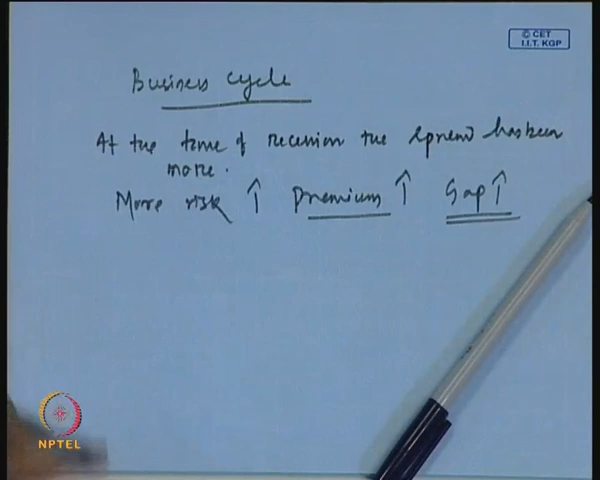 © CET
I.I.T. KGP
Business cycle
At the time of recession the spread has been
more.
More risk ↑ premium ↑ Gap ↑
NPTEL